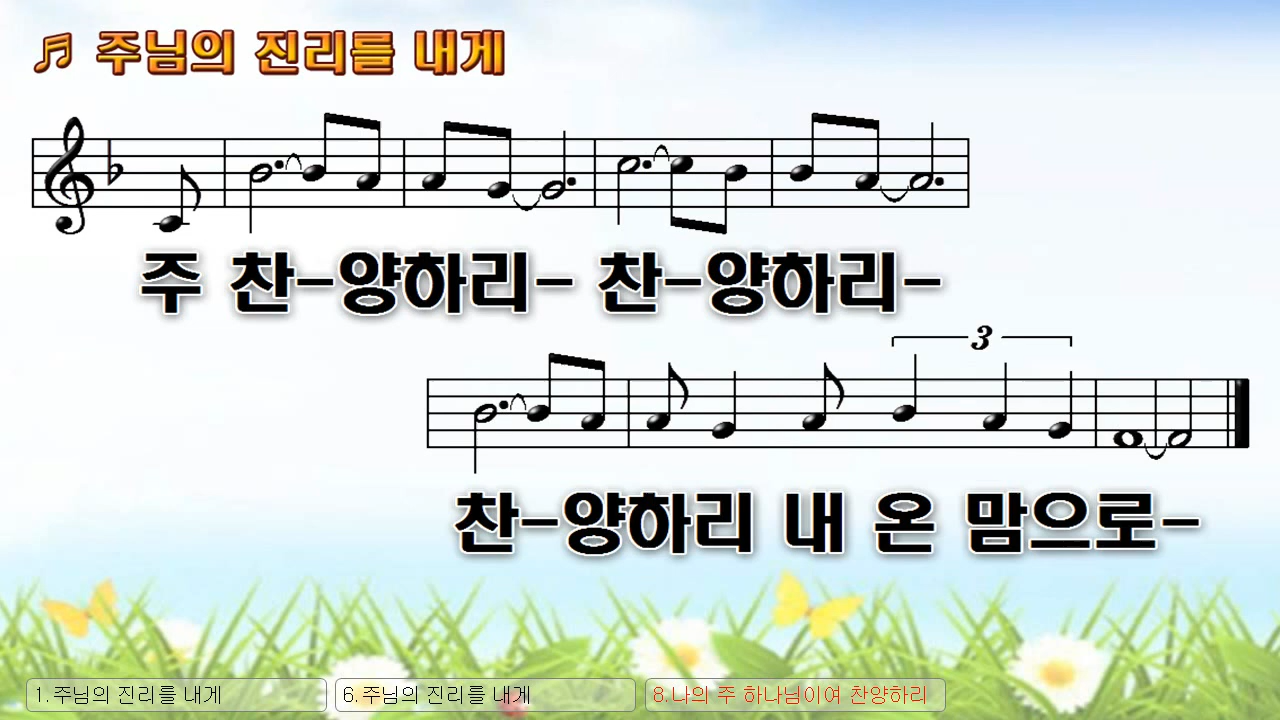 ♬ 주님의 진리를 내게
주 찬-양하리- 찬-양하리-
3
찬-양하리 내 온 맘으로-
1.주님의 진리를 내게
6.주님의 진리를 내게
8.나의 주 하나님이여 찬양하리